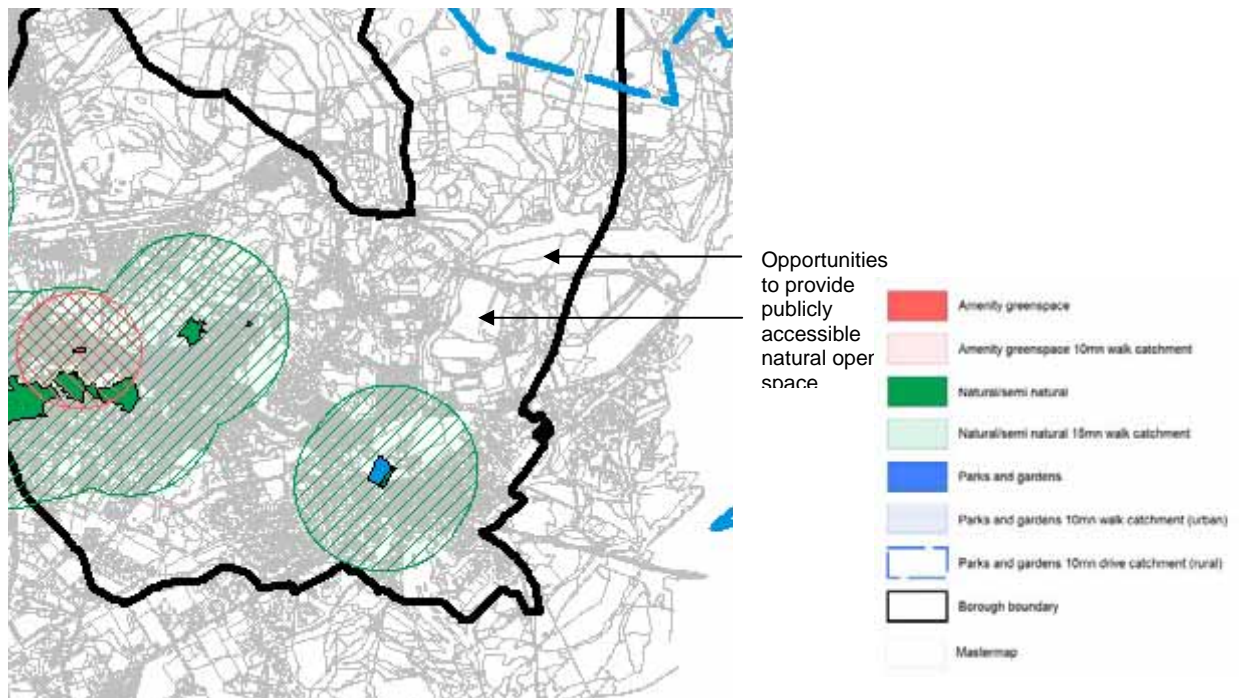 Opportunities
to provide
publicly
accessible
natural oper
space
Amenity greenspace
Amenity greenspace 10mn walk catchment
Natural/semi natural
Natural/semi natural 15mn walk catchment
Parks and gardens
Parks and gardens 10mn walk catchment (urban)
Parks and gardens 10mn drive catchment (rural)
Borough boundary
Mastermap